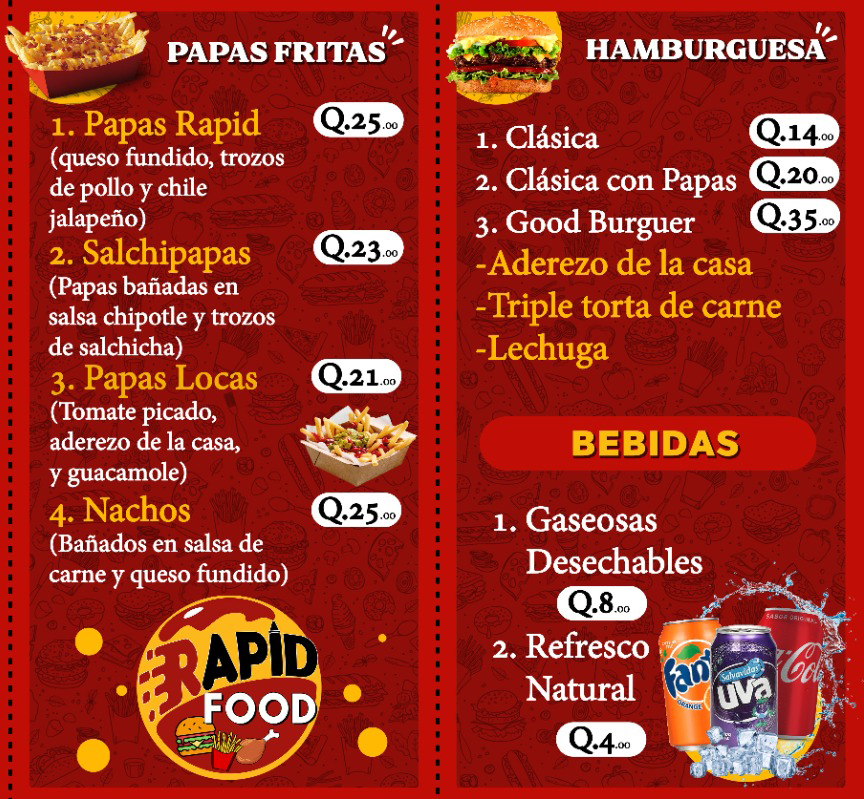 PAPAS FRITAS
1. Papas Rapid Q.25.00
(queso fundido, trozos
de pollo y chile
jalapeño)
2. Salchipapas Q.23.00
(Papas bañadas en
salsa chipotle y trozos
de salchicha)
3. Papas Locas Q.21.00
(Tomate picado,
aderezo de la casa,
y guacamole)
4. Nachos Q.25.00
(Bañados en salsa de
carne y queso fundido)
RAPID
FOOD
HAMBURGUESA
1. Clásica Q.14.00
2. Clásica con Papas Q.20.00
3. Good Burguer Q.35.00
-Aderezo de la casa
-Triple torta de carne
-Lechuga
BEBIDAS
1. Gaseosas
Desechables
Q.8.00
2. Refresco
Natural
Q.4.00
SABOR ORIGINAL
Fanta
ORANGE
Salvavidas
uva
Coca